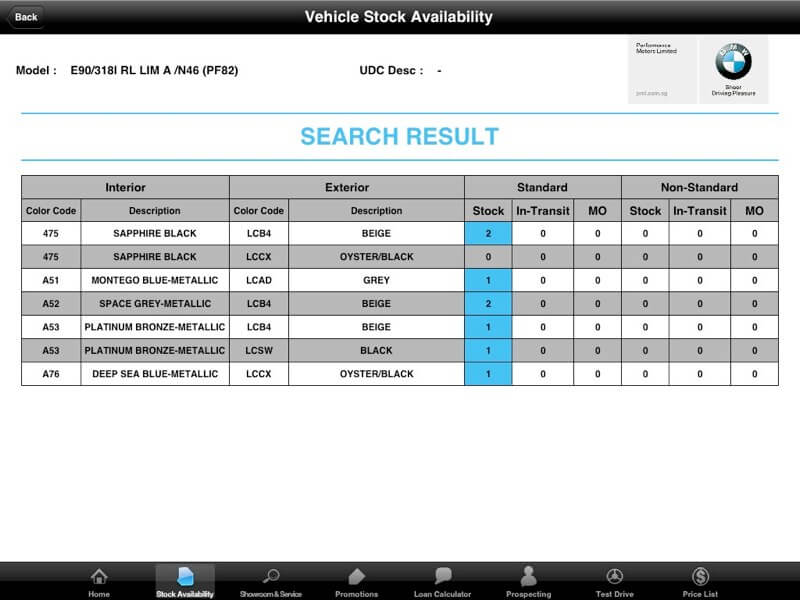 Back
Vehicle Stock Availability
Model : E90/318I RL LIM A /N46 (PF82) UDC Desc : -
Performance
Motors Limited
pml.com.sg
BMW
Sheer
Driving Pleasure
SEARCH RESULT
Interior Exterior Standard Non-Standard
Color Code Description Color Code Description Stock In-Transit MO Stock In-Transit MO
475 SAPPHIRE BLACK LCB4 BEIGE 2 0 0 0 0 0
475 SAPPHIRE BLACK LCCX OYSTER/BLACK 0 0 0 0 0 0
A51 MONTEGO BLUE-METALLIC LCAD GREY 1 0 0 0 0 0
A52 SPACE GREY-METALLIC LCB4 BEIGE 2 0 0 0 0 0
A53 PLATINUM BRONZE-METALLIC LCB4 BEIGE 1 0 0 0 0 0
A53 PLATINUM BRONZE-METALLIC LCSW BLACK 1 0 0 0 0 0
A76 DEEP SEA BLUE-METALLIC LCCX OYSTER/BLACK 1 0 0 0 0 0
Home Stock Availability Showroom & Service Promotions Loan Calculator Prospecting Test Drive Price List